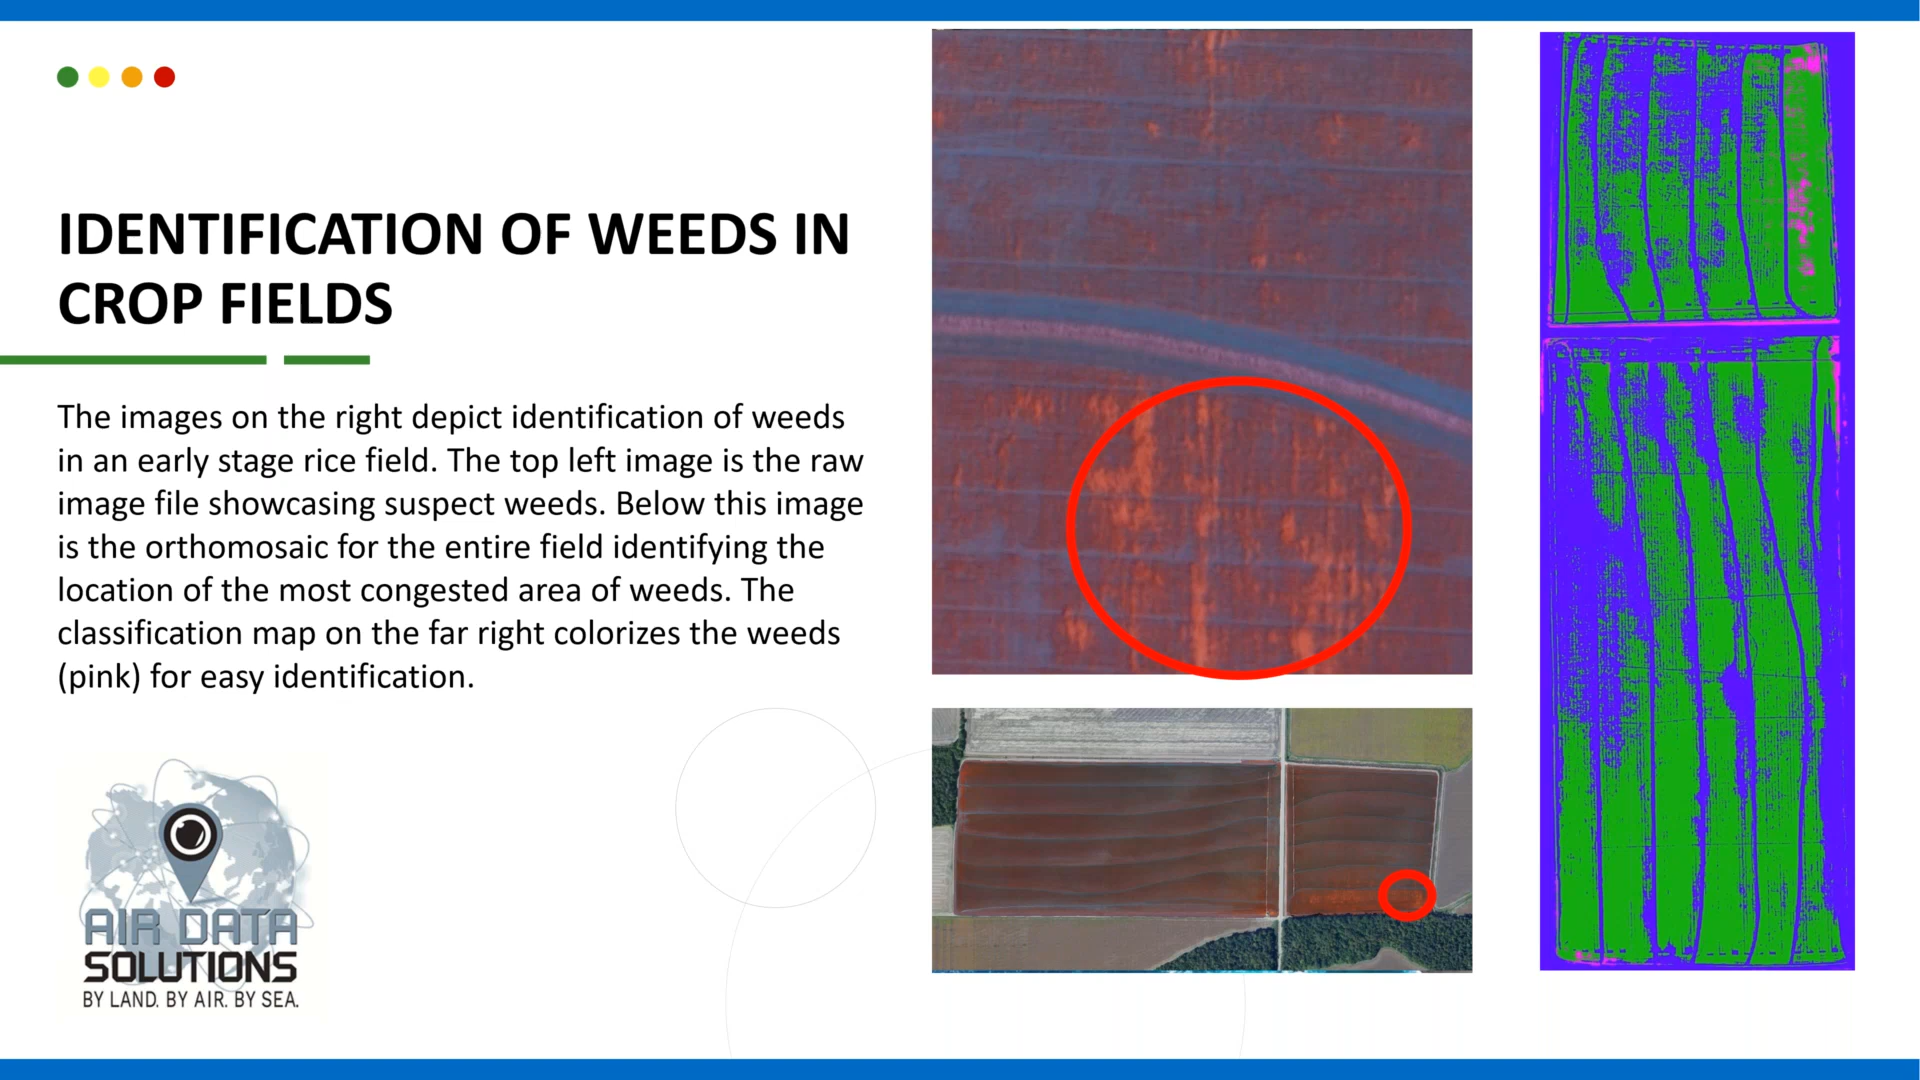 IDENTIFICATION OF WEEDS IN
CROP FIELDS
The images on the right depict identification of weeds
in an early stage rice field. The top left image is the raw
image file showcasing suspect weeds. Below this image
is the orthomosaic for the entire field identifying the
location of the most congested area of weeds. The
classification map on the far right colorizes the weeds
(pink) for easy identification.
AIR DATA
SOLUTIONS
BY LAND. BY AIR. BY SEA.